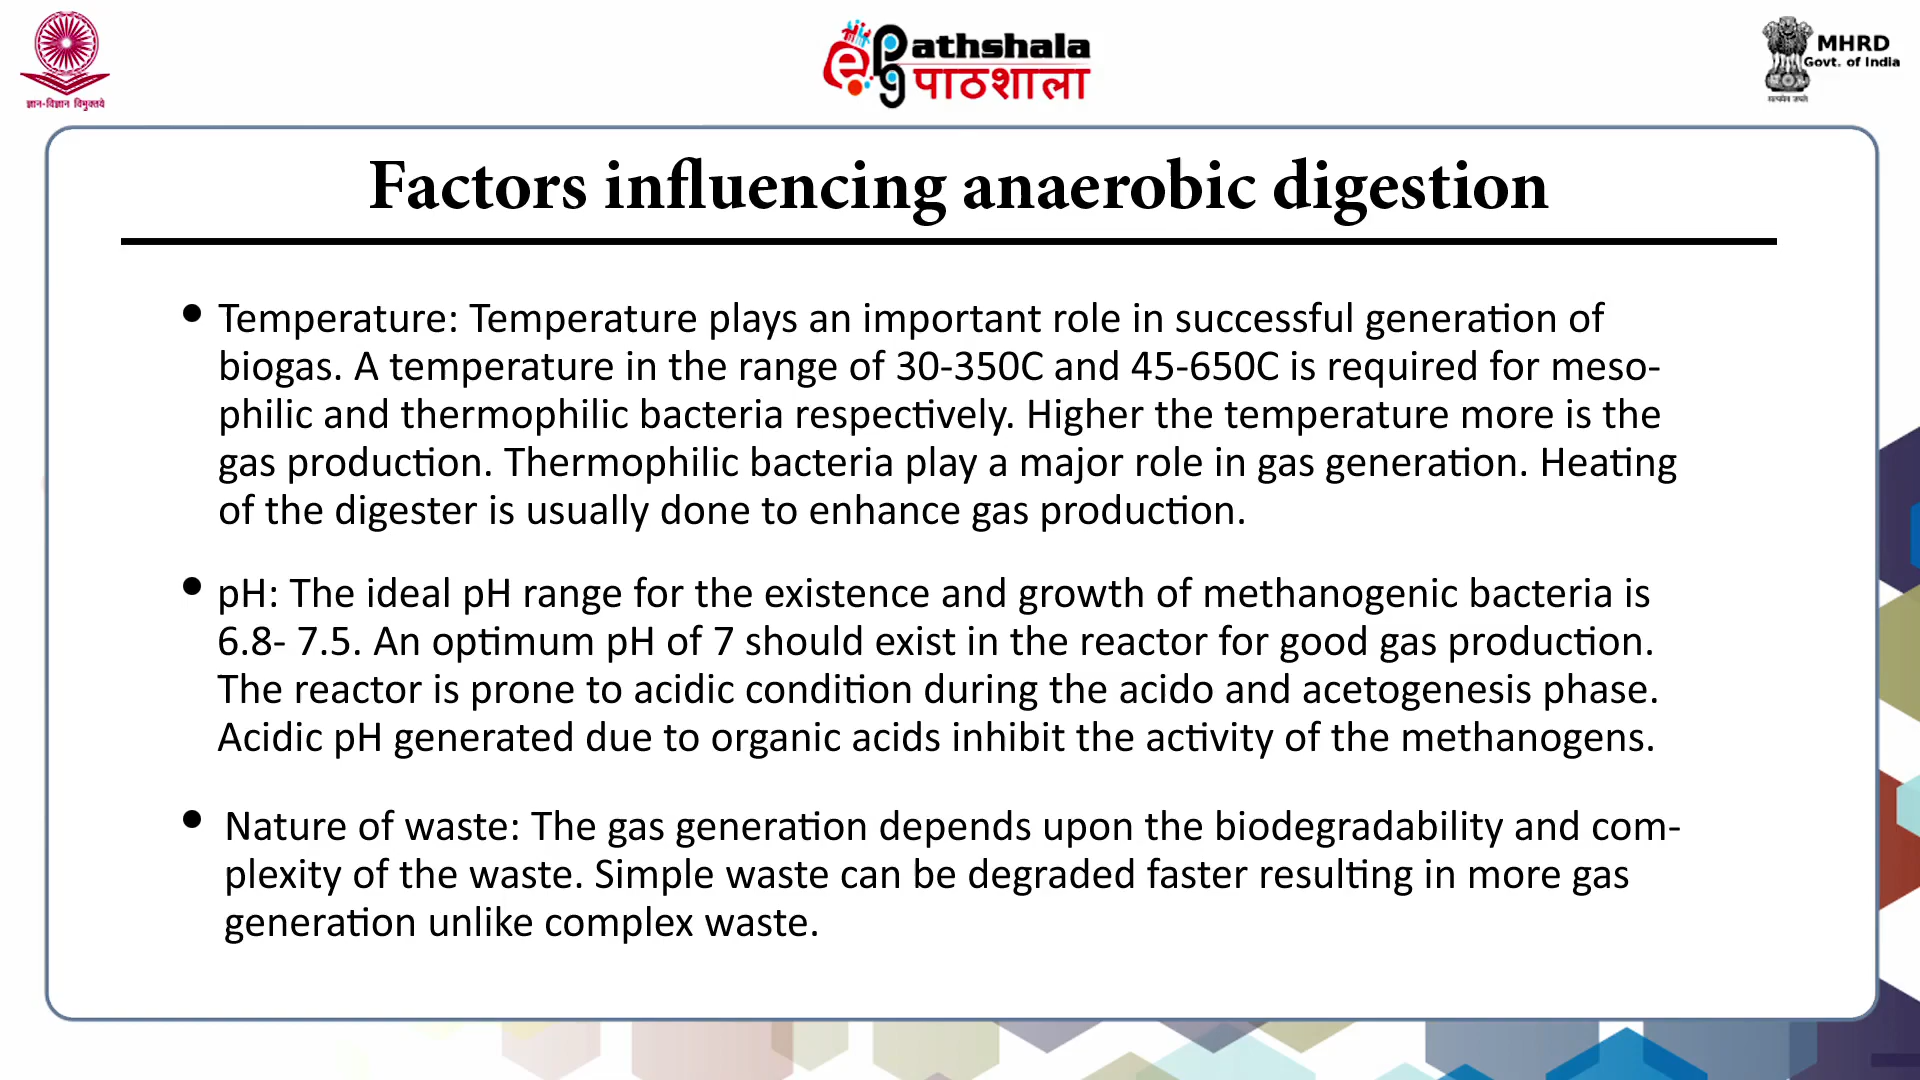 ज्ञान-विज्ञान विमुक्तये
ePGPathshala
पाठशाला
MHRD
Govt. of India
सत्यमेव जयते
Factors influencing anaerobic digestion
• Temperature: Temperature plays an important role in successful generation of
biogas. A temperature in the range of 30-350C and 45-650C is required for meso-
philic and thermophilic bacteria respectively. Higher the temperature more is the
gas production. Thermophilic bacteria play a major role in gas generation. Heating
of the digester is usually done to enhance gas production.
• pH: The ideal pH range for the existence and growth of methanogenic bacteria is
6.8- 7.5. An optimum pH of 7 should exist in the reactor for good gas production.
The reactor is prone to acidic condition during the acido and acetogenesis phase.
Acidic pH generated due to organic acids inhibit the activity of the methanogens.
• Nature of waste: The gas generation depends upon the biodegradability and com-
plexity of the waste. Simple waste can be degraded faster resulting in more gas
generation unlike complex waste.